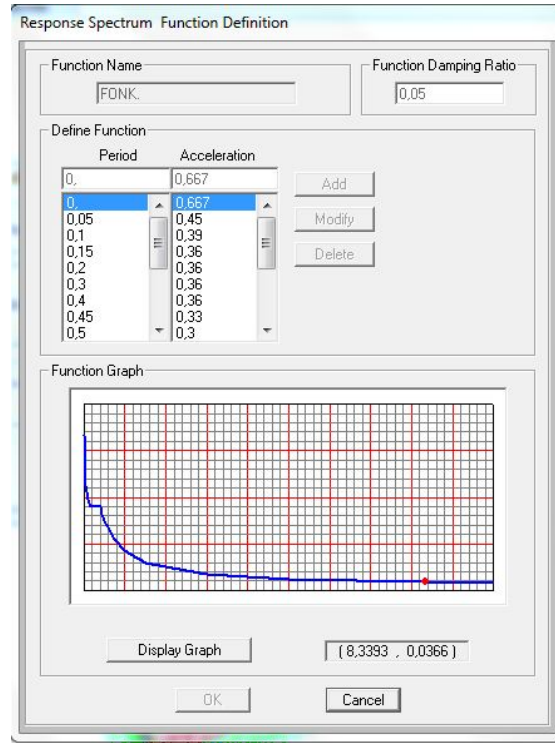 Response Spectrum Function Definition
Function Name
FONK.
Function Damping Ratio
0,05
Define Function
Period Acceleration
0, 0,667
0, 0,667
0,05 0,45
0,1 0,39
0,15 0,36
0,2 0,36
0,3 0,36
0,4 0,36
0,45 0,33
0,5 0,3
Add
Modify
Delete
Function Graph
Display Graph
( 8,3393 , 0,0366 )
OK
Cancel